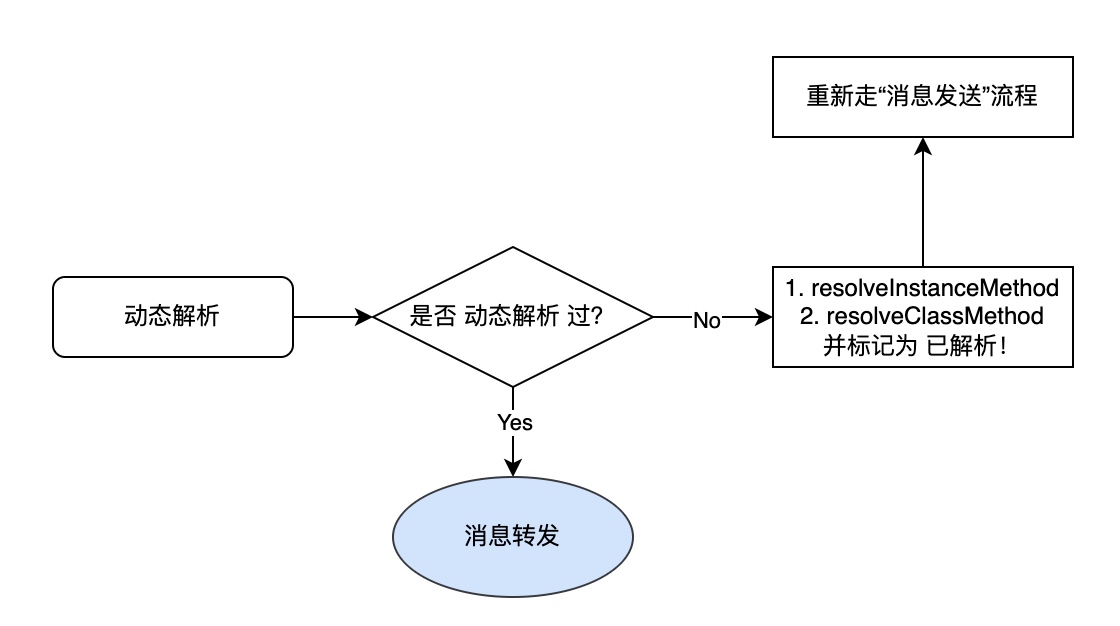 重新走“消息发送”流程
动态解析
是否 动态解析 过?
No
1. resolveInstanceMethod
2. resolveClassMethod
并标记为 已解析!
Yes
消息转发